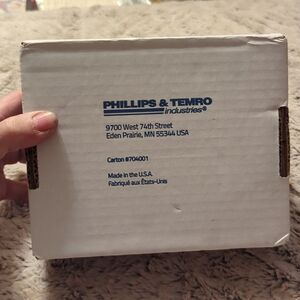 PHILLIPS & TEMRO
industries®
9700 West 74th Street
Eden Prairie, MN 55344 USA
Carton #704001
Made in the U.S.A.
Fabriqué aux États-Unis